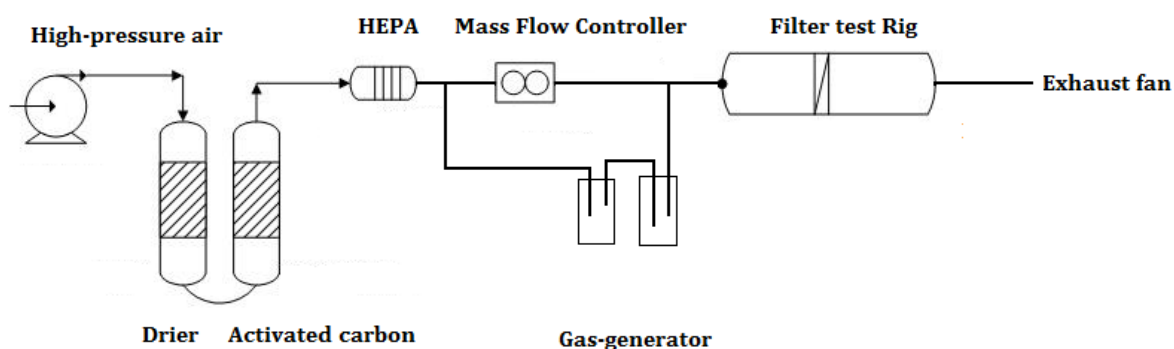 High-pressure air
HEPA
Mass Flow Controller
Filter test Rig
Exhaust fan
Drier
Activated carbon
Gas-generator